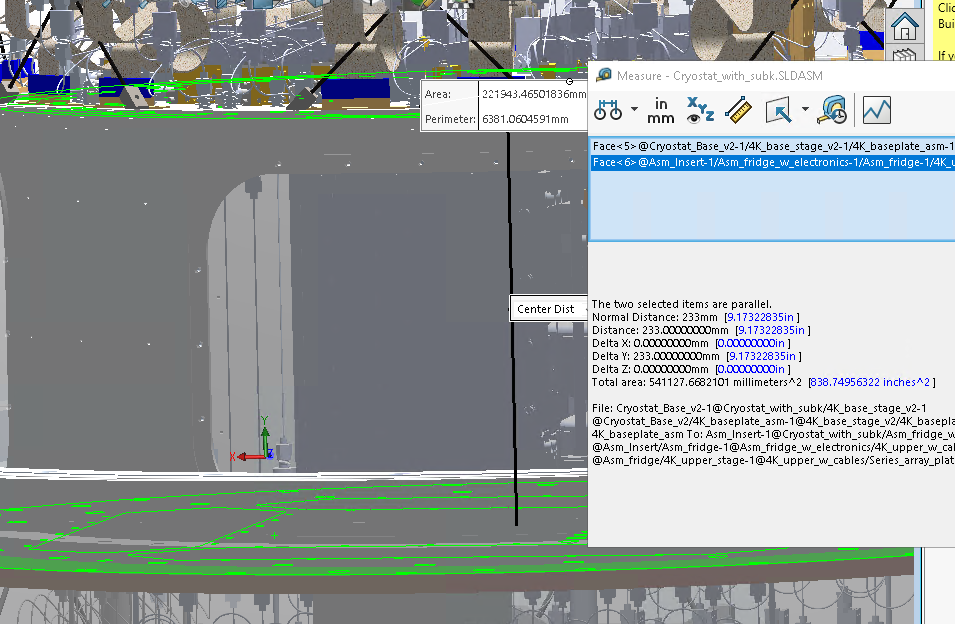 Clic
Bui
If yo
Measure - Cryostat_with_subk.SLDASM
in
mm
XYZ
Area: 221943.46501836mm
Perimeter: 6381.0604591mm
Face<5>@Cryostat_Base_v2-1/4K_base_stage_v2-1/4K_baseplate_asm-1
Face<6>@Asm_Insert-1/Asm_fridge_w_electronics-1/Asm_fridge-1/4K_u
Center Dist
The two selected items are parallel.
Normal Distance: 233mm [9.17322835in ]
Distance: 233.00000000mm [9.17322835in ]
Delta X: 0.00000000mm [0.00000000in ]
Delta Y: 233.00000000mm [9.17322835in ]
Delta Z: 0.00000000mm [0.00000000in ]
Total area: 541127.6682101 millimeters^2 [838.74956322 inches^2 ]
File: Cryostat_Base_v2-1@Cryostat_with_subk/4K_base_stage_v2-1
@Cryostat_Base_v2/4K_baseplate_asm-1@4K_base_stage_v2/4K_basepla
4K_baseplate_asm To: Asm_Insert-1@Cryostat_with_subk/Asm_fridge_w
@Asm_Insert/Asm_fridge-1@Asm_fridge_w_electronics/4K_upper_w_cab
@Asm_fridge/4K_upper_stage-1@4K_upper_w_cables/Series_array_plat
Y
X